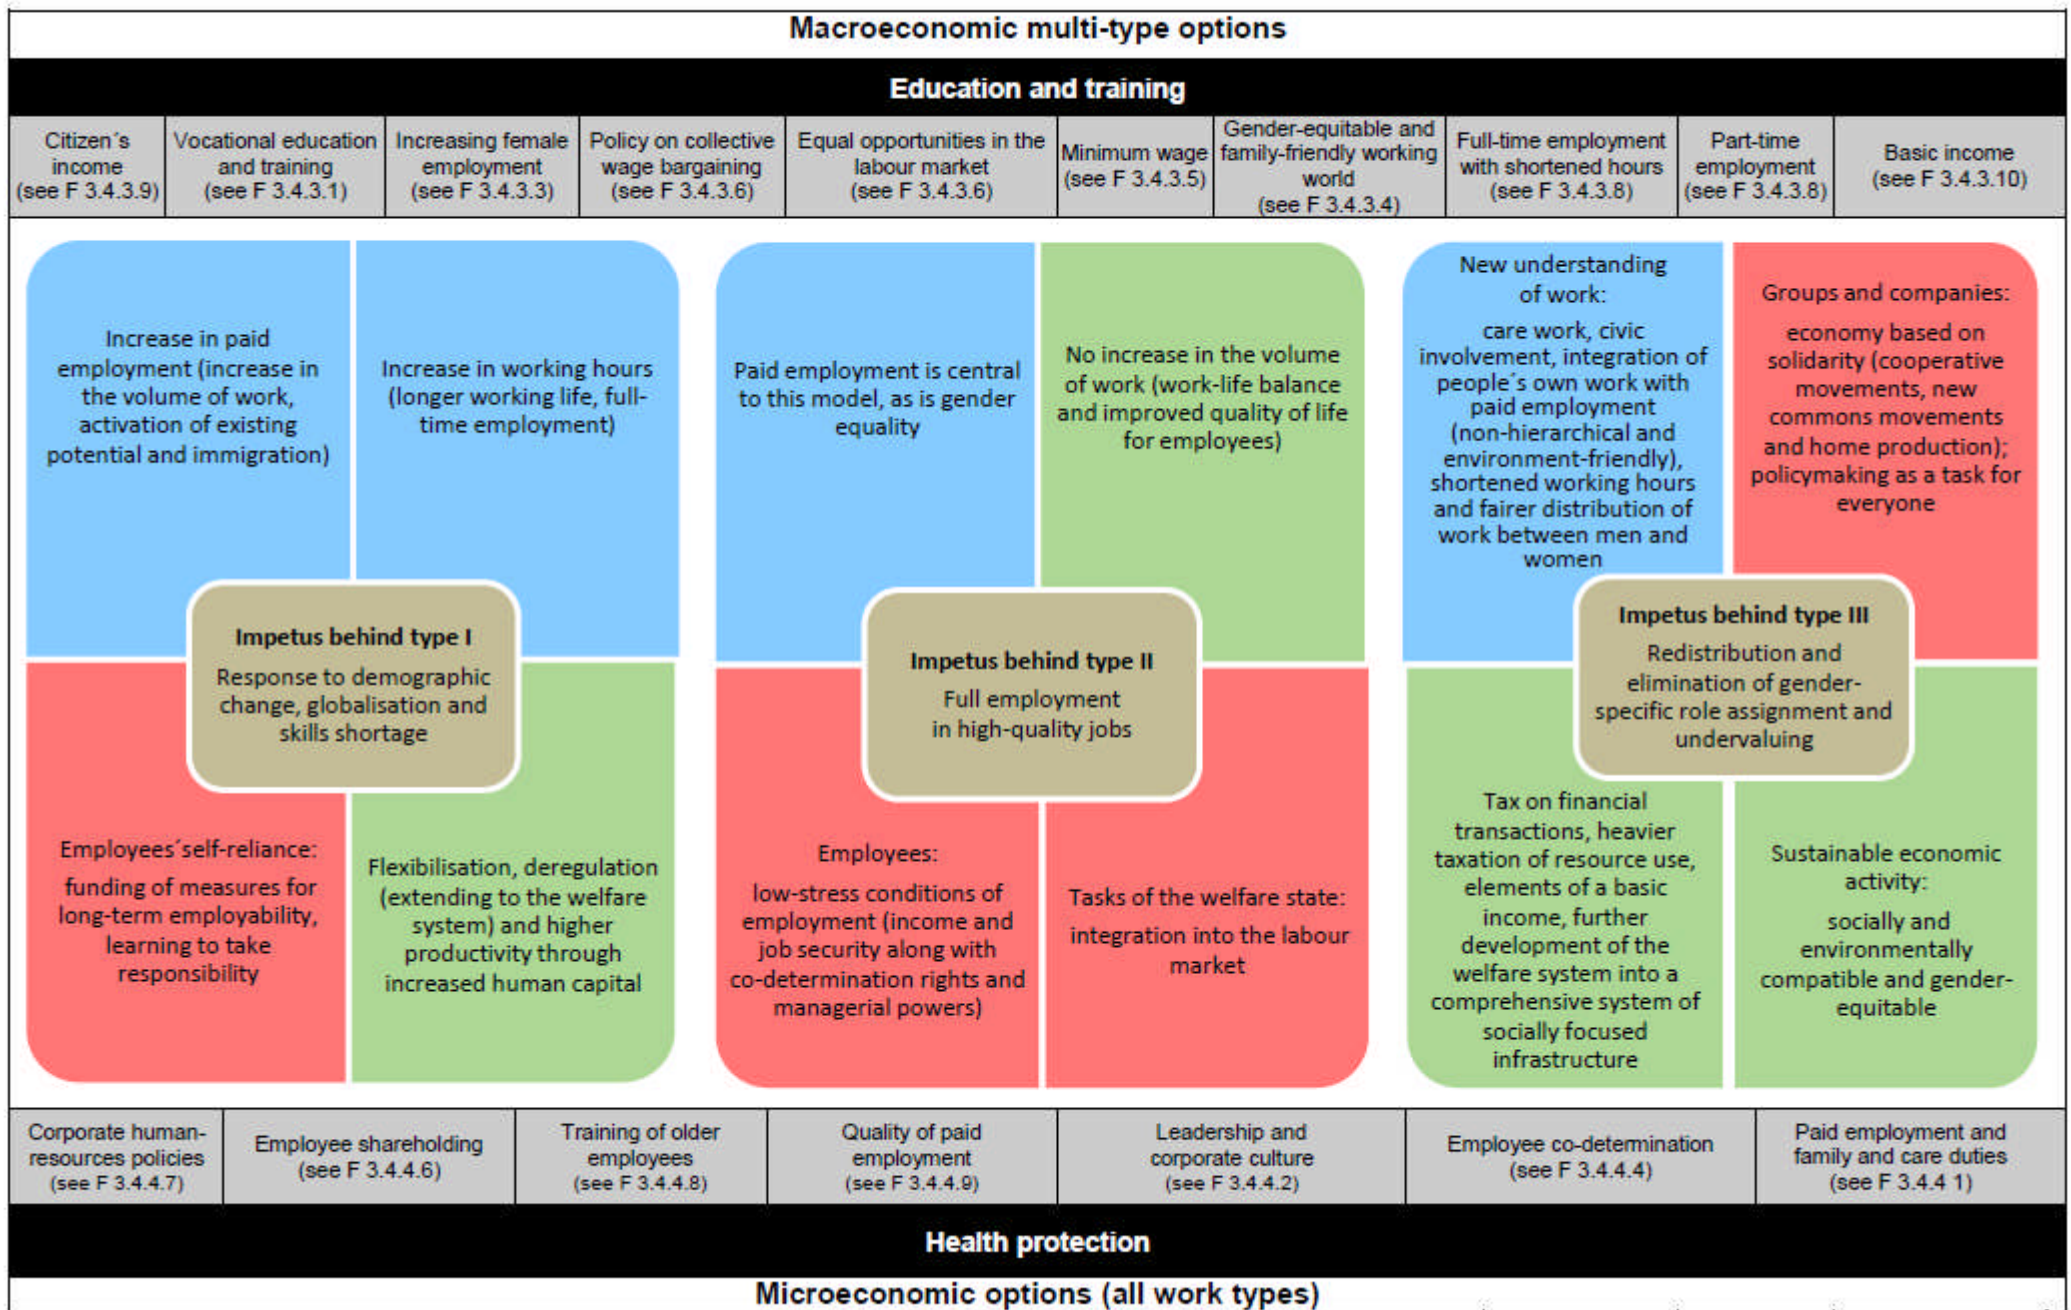 Macroeconomic multi-type options
Education and training
Citizen´s
income
(see F 3.4.3.9)
Vocational education
and training
(see F 3.4.3.1)
Increasing female
employment
(see F 3.4.3.3)
Policy on collective
wage bargaining
(see F 3.4.3.6)
Equal opportunities in the
labour market
(see F 3.4.3.6)
Minimum wage
(see F 3.4.3.5)
Gender-equitable and
family-friendly working
world
(see F 3.4.3.4)
Full-time employment
with shortened hours
(see F 3.4.3.8)
Part-time
employment
(see F 3.4.3.8)
Basic income
(see F 3.4.3.10)
Increase in paid
employment (increase in
the volume of work,
activation of existing
potential and immigration)
Increase in working hours
(longer working life, full-
time employment)
Impetus behind type I
Response to demographic
change, globalisation and
skills shortage
Employees´self-reliance:
funding of measures for
long-term employability,
learning to take
responsibility
Flexibilisation, deregulation
(extending to the welfare
system) and higher
productivity through
increased human capital
Paid employment is central
to this model, as is gender
equality
No increase in the volume
of work (work-life balance
and improved quality of life
for employees)
Impetus behind type II
Full employment
in high-quality jobs
Employees:
low-stress conditions of
employment (income and
job security along with
co-determination rights and
managerial powers)
Tasks of the welfare state:
integration into the labour
market
New understanding
of work:
care work, civic
involvement, integration of
people´s own work with
paid employment
(non-hierarchical and
environment-friendly),
shortened working hours
and fairer distribution of
work between men and
women
Groups and companies:
economy based on
solidarity (cooperative
movements, new
commons movements
and home production);
policymaking as a task for
everyone
Impetus behind type III
Redistribution and
elimination of gender-
specific role assignment and
undervaluing
Tax on financial
transactions, heavier
taxation of resource use,
elements of a basic
income, further
development of the
welfare system into a
comprehensive system of
socially focused
infrastructure
Sustainable economic
activity:
socially and
environmentally
compatible and gender-
equitable
Corporate human-
resources policies
(see F 3.4.4.7)
Employee shareholding
(see F 3.4.4.6)
Training of older
employees
(see F 3.4.4.8)
Quality of paid
employment
(see F 3.4.4.9)
Leadership and
corporate culture
(see F 3.4.4.2)
Employee co-determination
(see F 3.4.4.4)
Paid employment and
family and care duties
(see F 3.4.4 1)
Health protection
Microeconomic options (all work types)